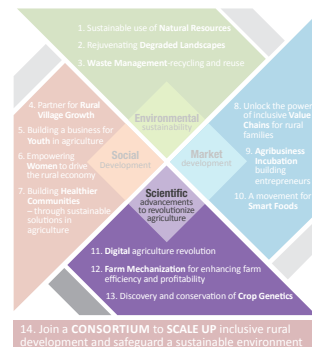 1. Sustainable use of Natural Resources
2. Rejuvenating Degraded Landscapes
3. Waste Management-recycling and reuse
Environmental
sustainability
4. Partner for Rural
Village Growth
5. Building a business for
Youth in agriculture
6. Empowering
Women to drive
the rural economy
7. Building Healthier
Communities
– through sustainable
solutions in
agriculture
Social
Development
Market
development
8. Unlock the power
of inclusive Value
Chains for rural
families
9. Agribusiness
Incubation
building
entrepreneurs
10. A movement for
Smart Foods
Scientific
advancements
to revolutionize
agriculture
11. Digital agriculture revolution
12. Farm Mechanization for enhancing farm
efficiency and profitability
13. Discovery and conservation of Crop Genetics
14. Join a CONSORTIUM to SCALE UP inclusive rural
development and safeguard a sustainable environment